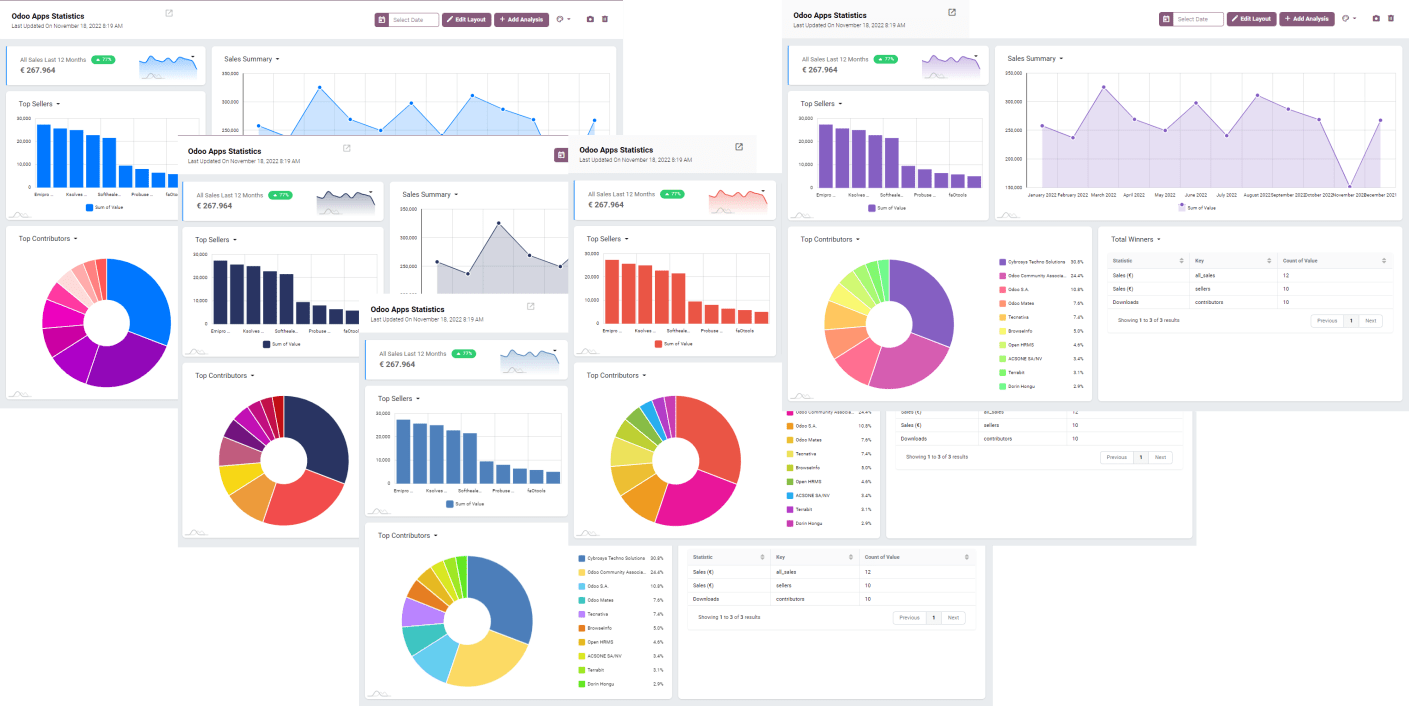 Odoo Apps Statistics
Last Updated On November 18, 2022 8:19 AM
Select Date
Edit Layout
Add Analysis
All Sales Last 12 Months
77%
€ 267.964
Sales Summary
350,000
300,000
250,000
Top Sellers
30,000
20,000
10,000
0
Emipro ...
Ksolves ...
Softheale...
Probuse ...
faOtools
Sum of Value
Top Contributors
Odoo Apps Statistics
Last Updated On November 18, 2022 8:19 AM
All Sales Last 12 Months
77%
€ 267.964
Sales Summary
350,000
300,000
250,000
Top Sellers
30,000
20,000
10,000
0
Emipro ...
Ksolves ...
Softheale...
Probuse ...
faOtools
Sum of Value
Top Contributors
Odoo Apps Statistics
Last Updated On November 18, 2022 8:19 AM
All Sales Last 12 Months
77%
€ 267.964
Top Sellers
30,000
20,000
10,000
0
Emipro ...
Ksolves ...
Softheale...
Probuse ...
faOtools
Sum of Value
Top Contributors
Cybrosys Techno Solutions 30.8%
Odoo Community Associa... 24.4%
Odoo S.A. 10.8%
Odoo Mates 7.6%
Tecnativa 7.4%
BrowseInfo 5.0%
Open HRMS 4.6%
ACSONE SA/NV 3.4%
Terrabit 3.1%
Dorin Hongu 2.9%
Statistic Key Count of Value
Sales (€) all_sales 12
Sales (€) sellers 10
Downloads contributors 10
Showing 1 to 3 of 3 results
Previous 1 Next
Odoo Apps Statistics
Last Updated On November 18, 2022 8:19 AM
All Sales Last 12 Months
77%
€ 267.964
Top Sellers
30,000
20,000
10,000
0
Emipro ...
Ksolves ...
Softheale...
Probuse ...
faOtools
Sum of Value
Top Contributors
Odoo Community Associa... 24.4%
Odoo S.A. 10.8%
Odoo Mates 7.6%
Tecnativa 7.4%
BrowseInfo 5.0%
Open HRMS 4.6%
ACSONE SA/NV 3.4%
Terrabit 3.1%
Dorin Hongu 2.9%
Sales (€) all_sales 12
Sales (€) sellers 10
Downloads contributors 10
Showing 1 to 3 of 3 results
Previous 1 Next
Odoo Apps Statistics
Last Updated On November 18, 2022 8:19 AM
Select Date
Edit Layout
Add Analysis
All Sales Last 12 Months
77%
€ 267.964
Sales Summary
350,000
300,000
250,000
200,000
150,000
January 2022 February 2022 March 2022 April 2022 May 2022 June 2022 July 2022 August 2022 September 2022 October 2022 November 2022 December 2021
Sum of Value
Top Sellers
30,000
20,000
10,000
0
Emipro ...
Ksolves ...
Softheale...
Probuse ...
faOtools
Sum of Value
Top Contributors
Cybrosys Techno Solutions 30.8%
Odoo Community Associa... 24.4%
Odoo S.A. 10.8%
Odoo Mates 7.6%
Tecnativa 7.4%
BrowseInfo 5.0%
Open HRMS 4.6%
ACSONE SA/NV 3.4%
Terrabit 3.1%
Dorin Hongu 2.9%
Total Winners
Statistic Key Count of Value
Sales (€) all_sales 12
Sales (€) sellers 10
Downloads contributors 10
Showing 1 to 3 of 3 results
Previous 1 Next